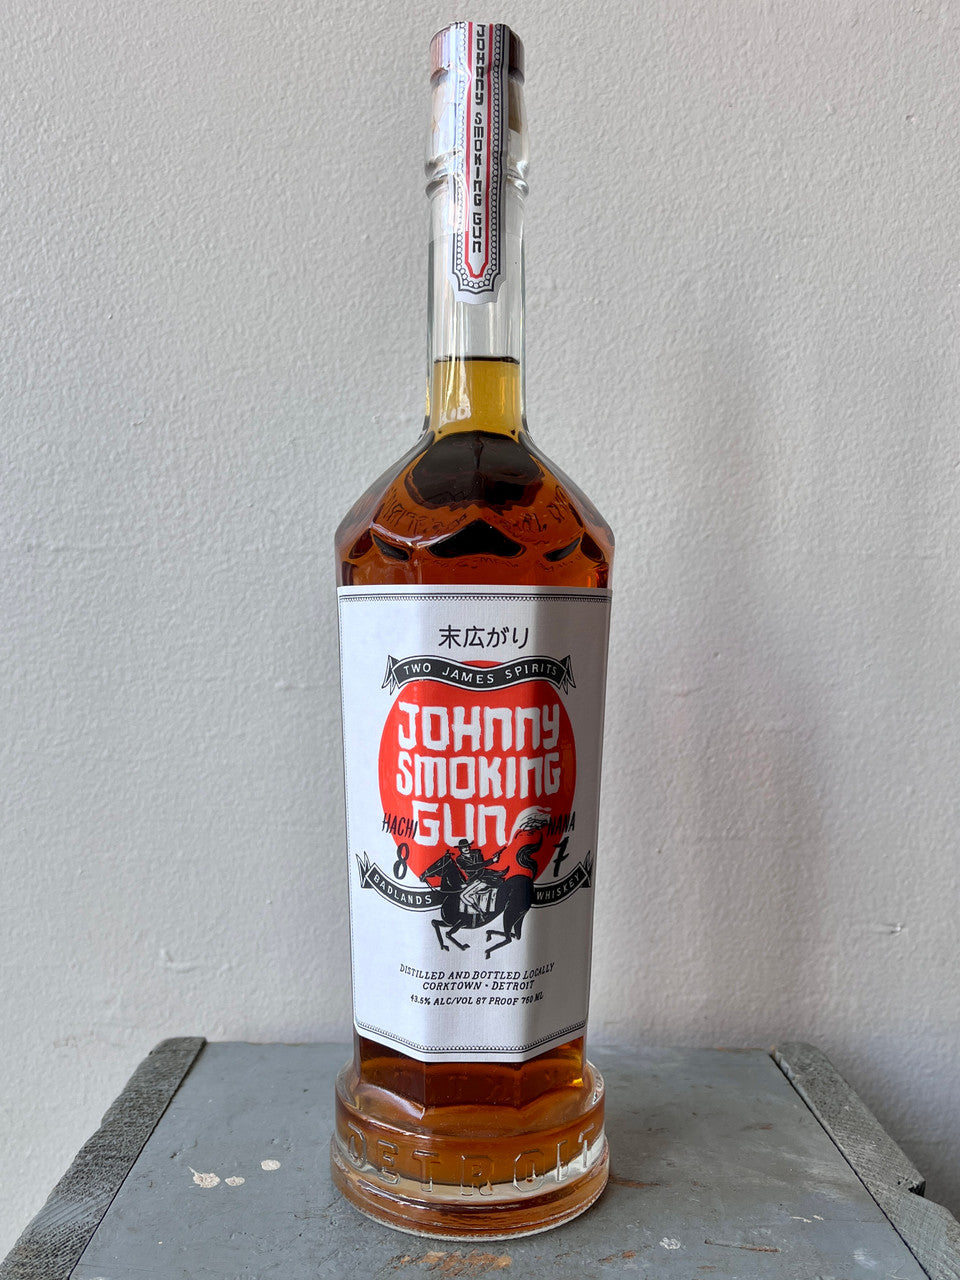 JOHNNY SMOKING GUN
末広がり
TWO JAMES SPIRITS
JOHNNY
SMOKING
GUN
HACHI NANA
8 7
BADLANDS WHISKEY
DISTILLED AND BOTTLED LOCALLY
CORKTOWN - DETROIT
43.5% ALC/VOL 87 PROOF 750 ML
DETROIT